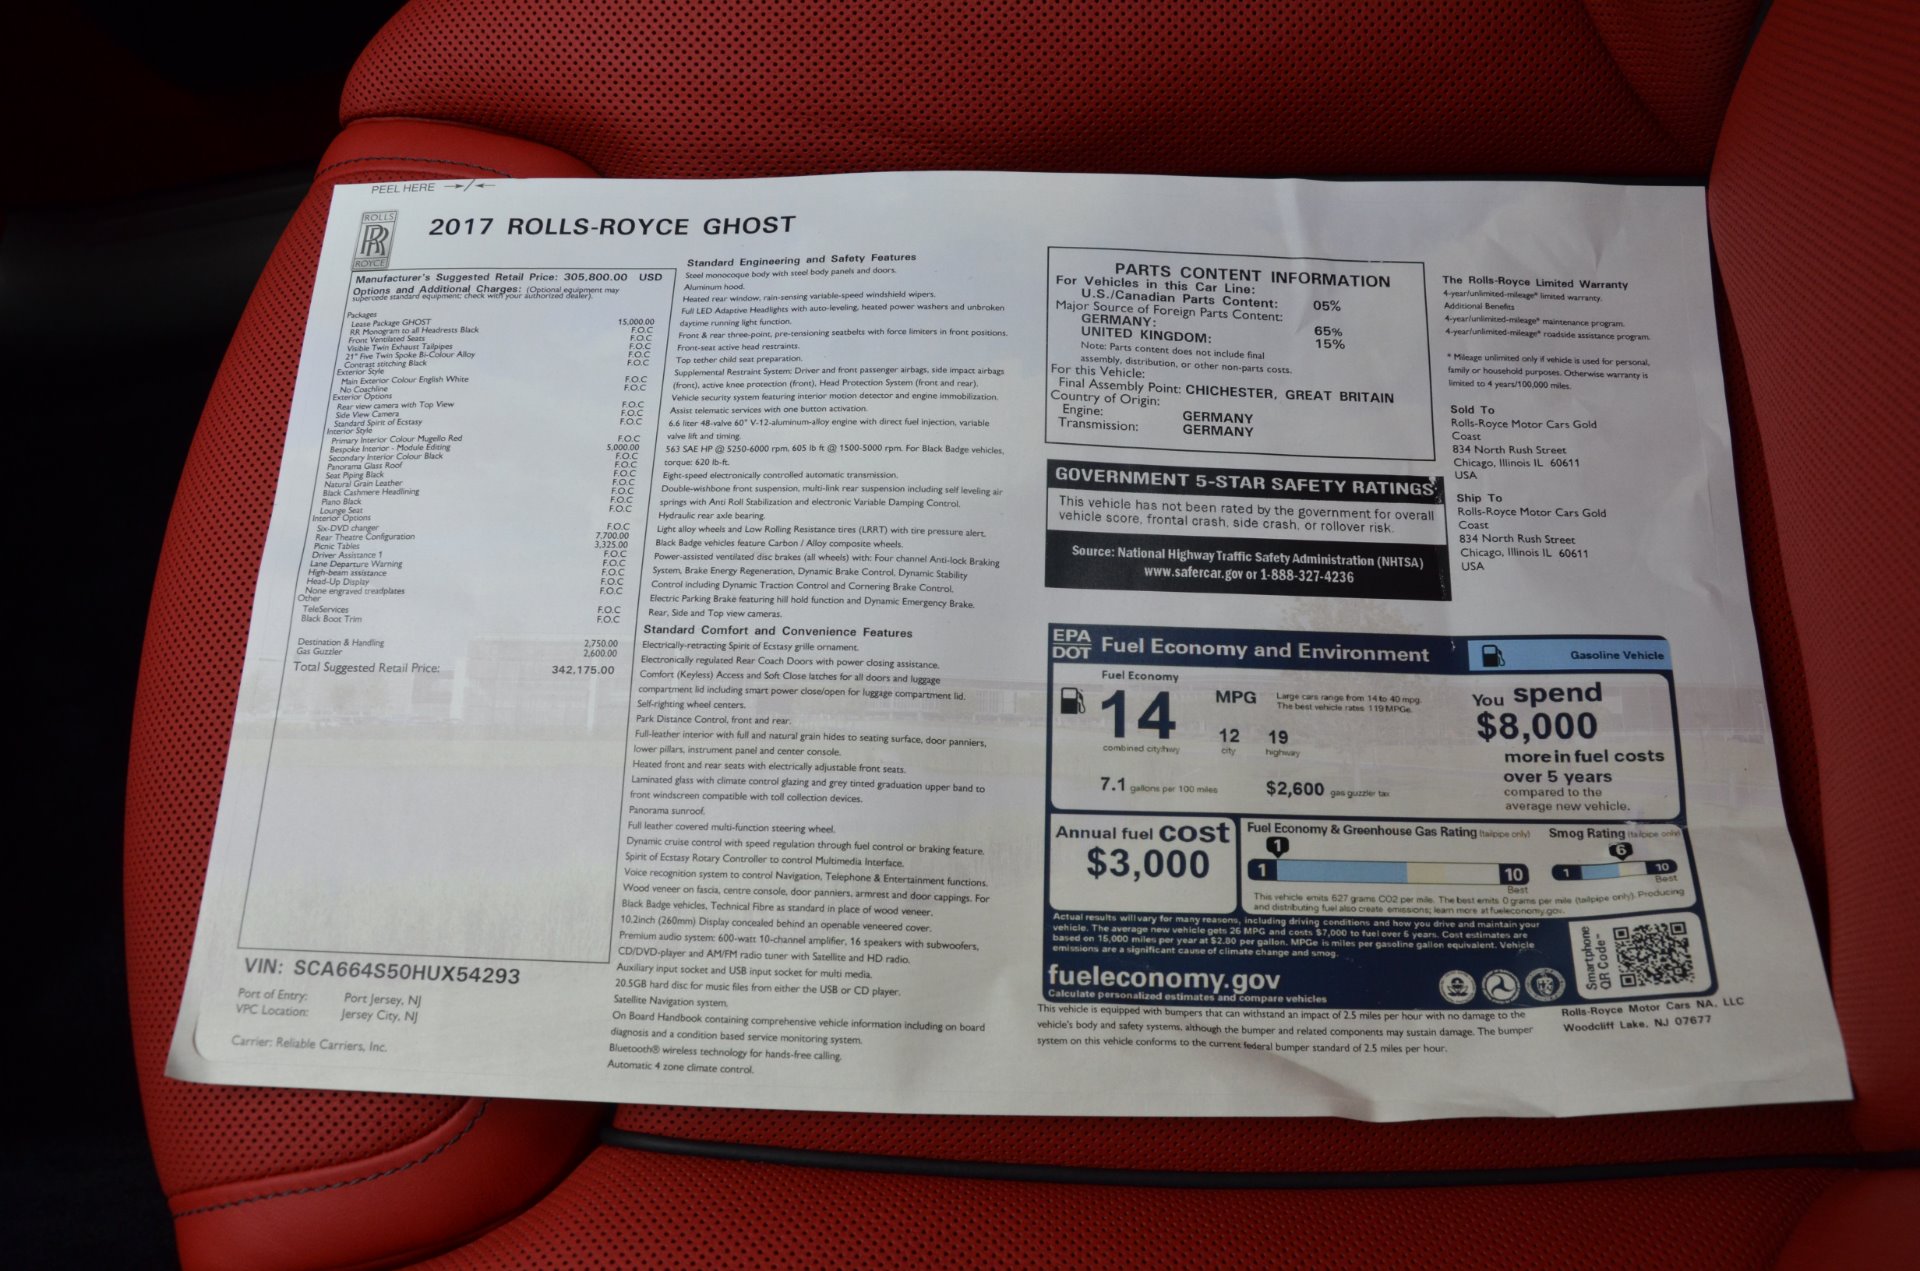 PEEL HERE
ROLLS
RR
ROYCE
2017 ROLLS-ROYCE GHOST
Manufacturer's Suggested Retail Price: 305,800.00 USD
Options and Additional Charges: (Optional equipment may
supercede standard equipment; check with your authorized dealer).
Packages
Lease Package GHOST 15,000.00
RR Monogram to all Headrests Black F.O.C
Front Ventilated Seats F.O.C
Visible Twin Exhaust Tailpipes F.O.C
21" Five Twin Spoke Bi-Colour Alloy F.O.C
Contrast stitching Black F.O.C
Exterior Style
Main Exterior Colour English White F.O.C
No Coachline F.O.C
Exterior Options
Rear view camera with Top View F.O.C
Side View Camera F.O.C
Standard Spirit of Ecstasy F.O.C
Interior Style
Primary Interior Colour Mugello Red F.O.C
Bespoke Interior - Module Editing 5,000.00
Secondary Interior Colour Black F.O.C
Panorama Glass Roof F.O.C
Seat Piping Black F.O.C
Natural Grain Leather F.O.C
Black Cashmere Headlining F.O.C
Piano Black F.O.C
Lounge Seat F.O.C
Interior Options
Six-DVD changer F.O.C
Rear Theatre Configuration 7,700.00
Picnic Tables 3,325.00
Driver Assistance 1 F.O.C
Lane Departure Warning F.O.C
High-beam assistance F.O.C
Head-Up Display F.O.C
None engraved treadplates F.O.C
Other
TeleServices F.O.C
Black Boot Trim F.O.C
Destination & Handling 2,750.00
Gas Guzzler 2,600.00
Total Suggested Retail Price: 342,175.00
VIN: SCA664S50HUX54293
Port of Entry: Port Jersey, NJ
VPC Location: Jersey City, NJ
Carrier: Reliable Carriers, Inc.
Standard Engineering and Safety Features
Steel monocoque body with steel body panels and doors.
Aluminum hood.
Heated rear window, rain-sensing variable-speed windshield wipers.
Full LED Adaptive Headlights with auto-leveling, heated power washers and unbroken
daytime running light function.
Front & rear three-point, pre-tensioning seatbelts with force limiters in front positions.
Front-seat active head restraints.
Top tether child seat preparation.
Supplemental Restraint System; Driver and front passenger airbags, side impact airbags
(front), active knee protection (front), Head Protection System (front and rear).
Vehicle security system featuring interior motion detector and engine immobilization.
Assist telematic services with one button activation.
6.6 liter 48-valve 60° V-12-aluminum-alloy engine with direct fuel injection, variable
valve lift and timing.
563 SAE HP @ 5250-6000 rpm, 605 lb ft @ 1500-5000 rpm. For Black Badge vehicles,
torque: 620 lb-ft.
Eight-speed electronically controlled automatic transmission.
Double-wishbone front suspension, multi-link rear suspension including self leveling air
springs with Anti Roll Stabilization and electronic Variable Damping Control.
Hydraulic rear axle bearing.
Light alloy wheels and Low Rolling Resistance tires (LRRT) with tire pressure alert.
Black Badge vehicles feature Carbon / Alloy composite wheels.
Power-assisted ventilated disc brakes (all wheels) with: Four channel Anti-lock Braking
System, Brake Energy Regeneration, Dynamic Brake Control, Dynamic Stability
Control including Dynamic Traction Control and Cornering Brake Control.
Electric Parking Brake featuring hill hold function and Dynamic Emergency Brake.
Rear, Side and Top view cameras.
Standard Comfort and Convenience Features
Electrically-retracting Spirit of Ecstasy grille ornament.
Electronically regulated Rear Coach Doors with power closing assistance.
Comfort (Keyless) Access and Soft Close latches for all doors and luggage
compartment lid including smart power close/open for luggage compartment lid.
Self-righting wheel centers.
Park Distance Control, front and rear.
Full-leather interior with full and natural grain hides to seating surface, door panniers,
lower pillars, instrument panel and center console.
Heated front and rear seats with electrically adjustable front seats.
Laminated glass with climate control glazing and grey tinted graduation upper band to
front windscreen compatible with toll collection devices.
Panorama sunroof.
Full leather covered multi-function steering wheel.
Dynamic cruise control with speed regulation through fuel control or braking feature.
Spirit of Ecstasy Rotary Controller to control Multimedia Interface.
Voice recognition system to control Navigation, Telephone & Entertainment functions.
Wood veneer on fascia, centre console, door panniers, armrest and door cappings. For
Black Badge vehicles, Technical Fibre as standard in place of wood veneer.
10.2inch (260mm) Display concealed behind an openable veneered cover.
Premium audio system: 600-watt 10-channel amplifier, 16 speakers with subwoofers,
CD/DVD-player and AM/FM radio tuner with Satellite and HD radio.
Auxiliary input socket and USB input socket for multi media.
20.5GB hard disc for music files from either the USB or CD player.
Satellite Navigation system.
On Board Handbook containing comprehensive vehicle information including on board
diagnosis and a condition based service monitoring system.
Bluetooth® wireless technology for hands-free calling.
Automatic 4 zone climate control.
PARTS CONTENT INFORMATION
For Vehicles in this Car Line:
U.S./Canadian Parts Content: 05%
Major Source of Foreign Parts Content:
GERMANY: 65%
UNITED KINGDOM: 15%
Note: Parts content does not include final
assembly, distribution, or other non-parts costs.
For this Vehicle:
Final Assembly Point: CHICHESTER, GREAT BRITAIN
Country of Origin:
Engine: GERMANY
Transmission: GERMANY
GOVERNMENT 5-STAR SAFETY RATINGS
This vehicle has not been rated by the government for overall
vehicle score, frontal crash, side crash, or rollover risk.
Source: National Highway Traffic Safety Administration (NHTSA)
www.safercar.gov or 1-888-327-4236
The Rolls-Royce Limited Warranty
4-year/unlimited-mileage* limited warranty.
Additional Benefits
4-year/unlimited-mileage* maintenance program.
4-year/unlimited-mileage* roadside assistance program.
* Mileage unlimited only if vehicle is used for personal,
family or household purposes. Otherwise warranty is
limited to 4 years/100,000 miles.
Sold To
Rolls-Royce Motor Cars Gold
Coast
834 North Rush Street
Chicago, Illinois IL 60611
USA
Ship To
Rolls-Royce Motor Cars Gold
Coast
834 North Rush Street
Chicago, Illinois IL 60611
USA
EPA
DOT
Fuel Economy and Environment
Gasoline Vehicle
Fuel Economy
14 MPG
combined city/hwy
12 city
19 highway
Large cars range from 14 to 40 mpg.
The best vehicle rates 119 MPGe.
7.1 gallons per 100 miles
$2,600 gas guzzler tax
You spend
$8,000
more in fuel costs
over 5 years
compared to the
average new vehicle.
Annual fuel cost
$3,000
Fuel Economy & Greenhouse Gas Rating (tailpipe only)
1
1 10
Best
Smog Rating (tailpipe only)
6
1 10
Best
This vehicle emits 627 grams CO2 per mile. The best emits 0 grams per mile (tailpipe only). Producing
and distributing fuel also create emissions; learn more at fueleconomy.gov.
Actual results will vary for many reasons, including driving conditions and how you drive and maintain your
vehicle. The average new vehicle gets 26 MPG and costs $7,000 to fuel over 5 years. Cost estimates are
based on 15,000 miles per year at $2.80 per gallon. MPGe is miles per gasoline gallon equivalent. Vehicle
emissions are a significant cause of climate change and smog.
fueleconomy.gov
Calculate personalized estimates and compare vehicles
Smartphone
QR Code™
This vehicle is equipped with bumpers that can withstand an impact of 2.5 miles per hour with no damage to the
vehicle's body and safety systems, although the bumper and related components may sustain damage. The bumper
system on this vehicle conforms to the current federal bumper standard of 2.5 miles per hour.
Rolls-Royce Motor Cars NA, LLC
Woodcliff Lake, NJ 07677